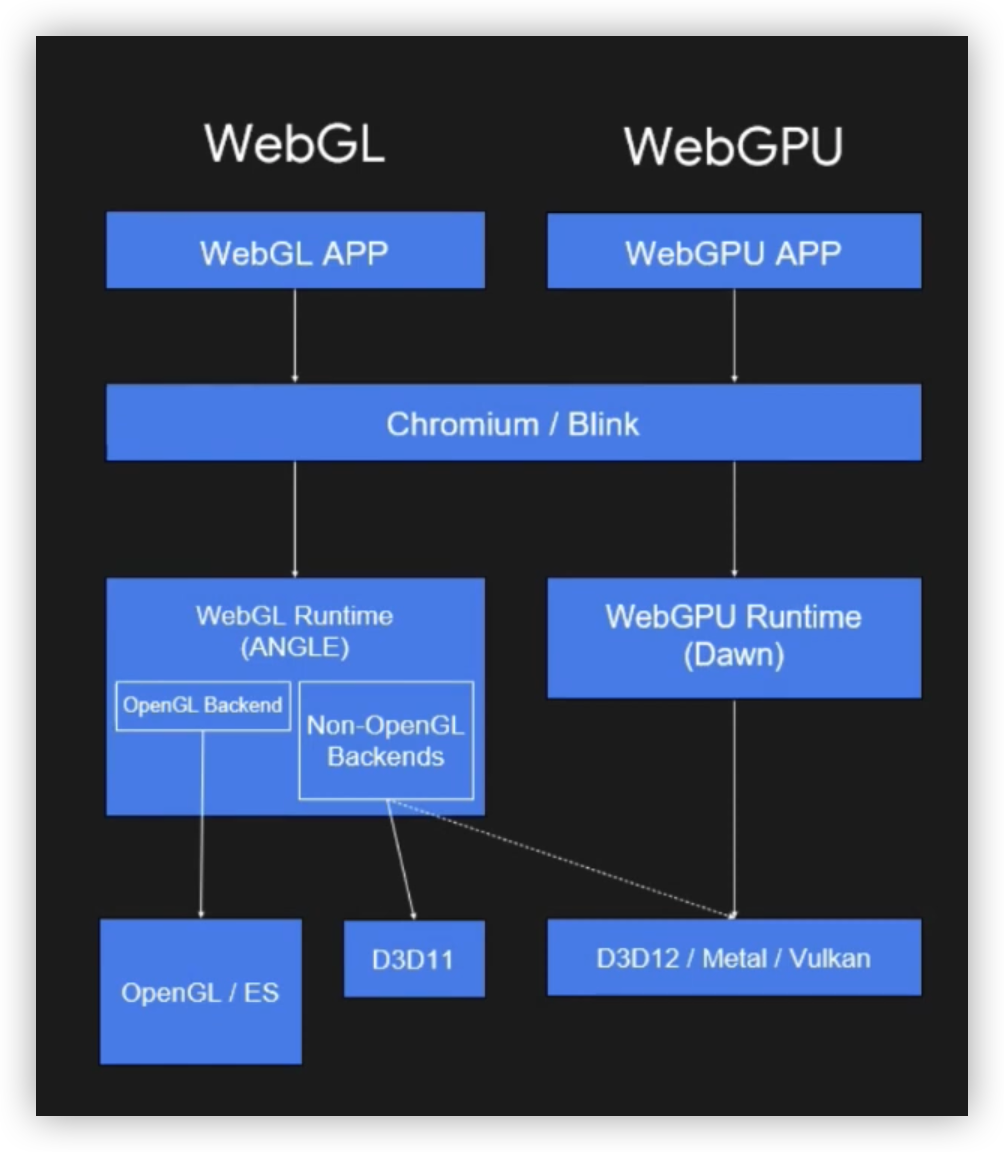 WebGL
WebGPU
WebGL APP
WebGPU APP
Chromium / Blink
WebGL Runtime
(ANGLE)
OpenGL Backend
Non-OpenGL
Backends
WebGPU Runtime
(Dawn)
OpenGL / ES
D3D11
D3D12 / Metal / Vulkan